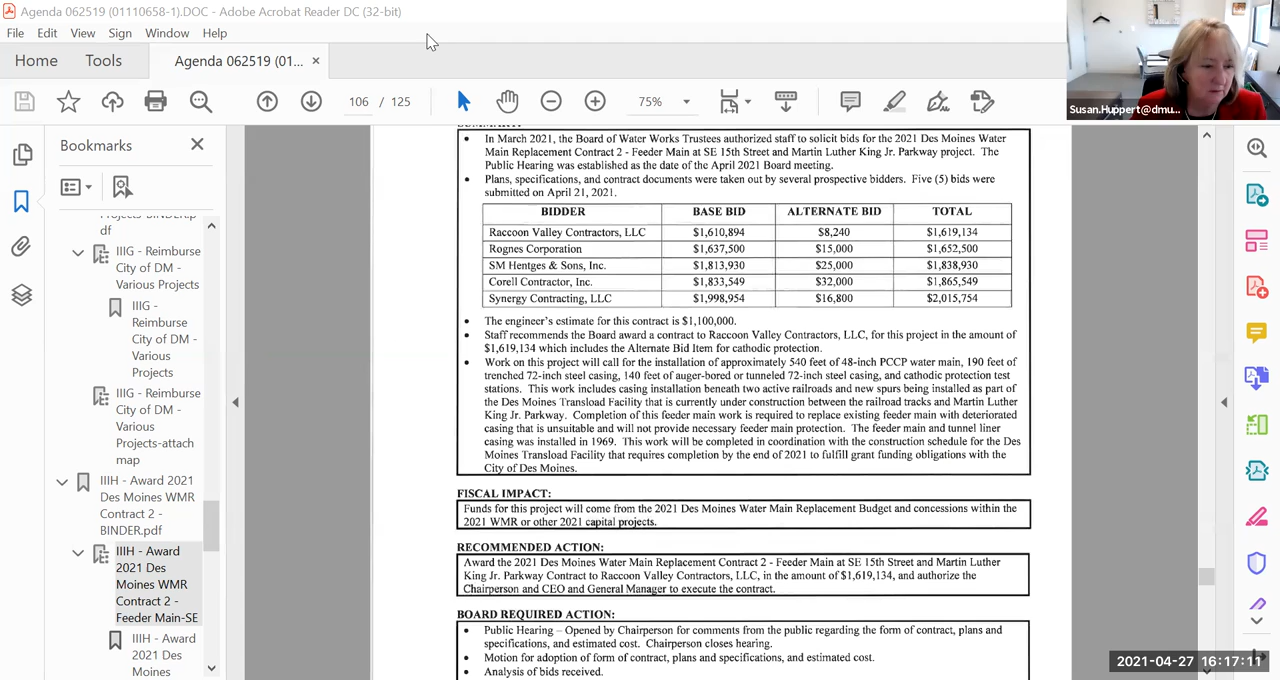 Agenda 062519 (01110658-1).DOC - Adobe Acrobat Reader DC (32-bit)
File Edit View Sign Window Help
Home Tools Agenda 062519 (01... ×
106 / 125 75%
Susan.Huppert@dmu...
Bookmarks
df
IIIG - Reimburse
City of DM -
Various Projects
IIIG -
Reimburse
City of DM -
Various
Projects
IIIG - Reimburse
City of DM -
Various
Projects-attach
map
IIIH - Award 2021
Des Moines WMR
Contract 2 -
BINDER.pdf
IIIH - Award
2021 Des
Moines WMR
Contract 2 -
Feeder Main-SE
IIIH - Award
2021 Des
Moines
• In March 2021, the Board of Water Works Trustees authorized staff to solicit bids for the 2021 Des Moines Water
Main Replacement Contract 2 - Feeder Main at SE 15th Street and Martin Luther King Jr. Parkway project. The
Public Hearing was established as the date of the April 2021 Board meeting.
• Plans, specifications, and contract documents were taken out by several prospective bidders. Five (5) bids were
submitted on April 21, 2021.
BIDDER BASE BID ALTERNATE BID TOTAL
Raccoon Valley Contractors, LLC $1,610,894 $8,240 $1,619,134
Rognes Corporation $1,637,500 $15,000 $1,652,500
SM Hentges & Sons, Inc. $1,813,930 $25,000 $1,838,930
Corell Contractor, Inc. $1,833,549 $32,000 $1,865,549
Synergy Contracting, LLC $1,998,954 $16,800 $2,015,754
• The engineer's estimate for this contract is $1,100,000.
• Staff recommends the Board award a contract to Raccoon Valley Contractors, LLC, for this project in the amount of
$1,619,134 which includes the Alternate Bid Item for cathodic protection.
• Work on this project will call for the installation of approximately 540 feet of 48-inch PCCP water main, 190 feet of
trenched 72-inch steel casing, 140 feet of auger-bored or tunneled 72-inch steel casing, and cathodic protection test
stations. This work includes casing installation beneath two active railroads and new spurs being installed as part of
the Des Moines Transload Facility that is currently under construction between the railroad tracks and Martin Luther
King Jr. Parkway. Completion of this feeder main work is required to replace existing feeder main with deteriorated
casing that is unsuitable and will not provide necessary feeder main protection. The feeder main and tunnel liner
casing was installed in 1969. This work will be completed in coordination with the construction schedule for the Des
Moines Transload Facility that requires completion by the end of 2021 to fulfill grant funding obligations with the
City of Des Moines.
FISCAL IMPACT:
Funds for this project will come from the 2021 Des Moines Water Main Replacement Budget and concessions within the
2021 WMR or other 2021 capital projects.
RECOMMENDED ACTION:
Award the 2021 Des Moines Water Main Replacement Contract 2 - Feeder Main at SE 15th Street and Martin Luther
King Jr. Parkway Contract to Raccoon Valley Contractors, LLC, in the amount of $1,619,134, and authorize the
Chairperson and CEO and General Manager to execute the contract.
BOARD REQUIRED ACTION:
• Public Hearing – Opened by Chairperson for comments from the public regarding the form of contract, plans and
specifications, and estimated cost. Chairperson closes hearing.
• Motion for adoption of form of contract, plans and specifications, and estimated cost.
• Analysis of bids received.
2021-04-27 16:17:11